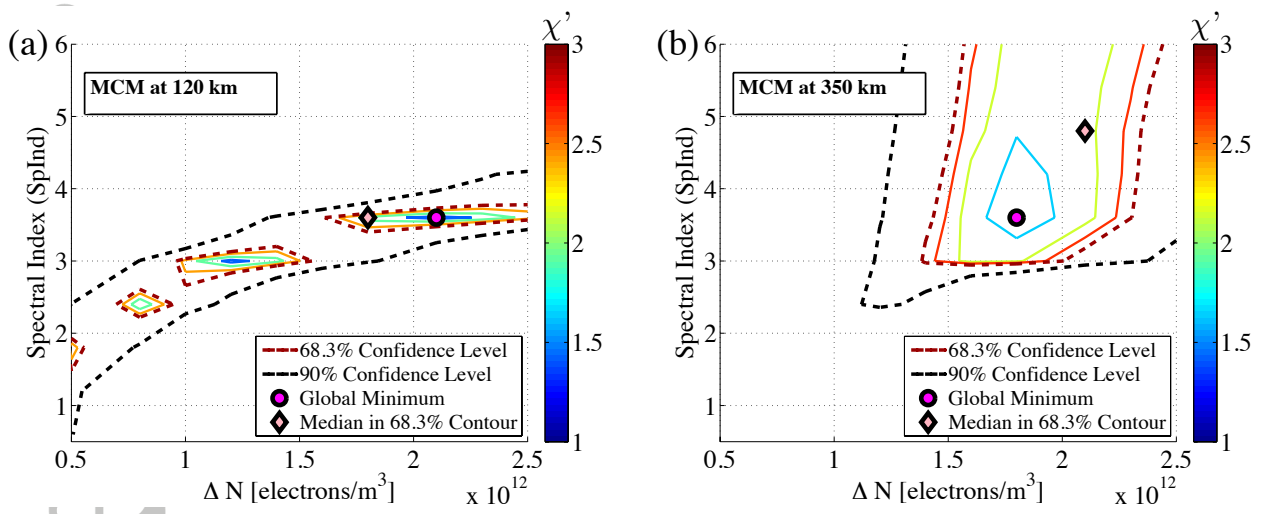 (a)
MCM at 120 km
Spectral Index (SpInd)
6
5
4
3
2
1
0.5
1
1.5
2
2.5
Δ N [electrons/m³]
x 10¹²
68.3% Confidence Level
90% Confidence Level
Global Minimum
Median in 68.3% Contour
χ'
3
2.5
2
1.5
1
(b)
MCM at 350 km
Spectral Index (SpInd)
6
5
4
3
2
1
0.5
1
1.5
2
2.5
Δ N [electrons/m³]
x 10¹²
68.3% Confidence Level
90% Confidence Level
Global Minimum
Median in 68.3% Contour
χ'
3
2.5
2
1.5
1